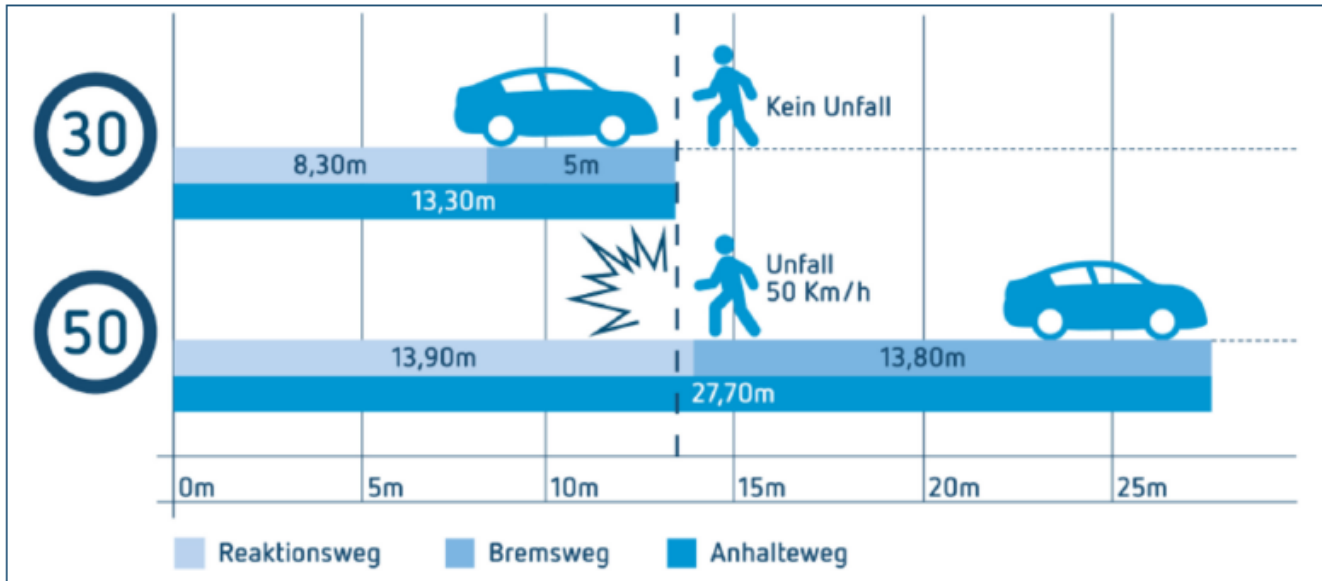 30
Kein Unfall
8,30m 5m
13,30m
Unfall
50 Km/h
50
13,90m 13,80m
27,70m
0m 5m 10m 15m 20m 25m
Reaktionsweg Bremsweg Anhalteweg